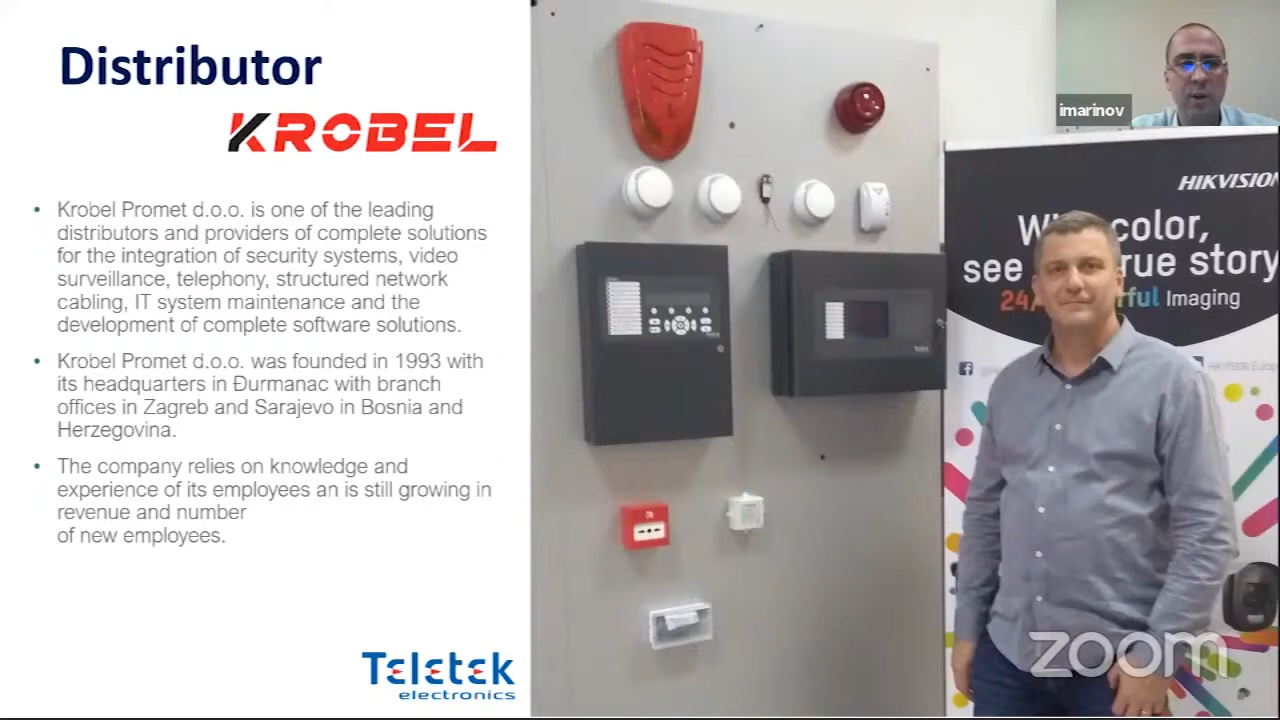 Distributor
KROBEL
• Krobel Promet d.o.o. is one of the leading
distributors and providers of complete solutions
for the integration of security systems, video
surveillance, telephony, structured network
cabling, IT system maintenance and the
development of complete software solutions.
• Krobel Promet d.o.o. was founded in 1993 with
its headquarters in Đurmanac with branch
offices in Zagreb and Sarajevo in Bosnia and
Herzegovina.
• The company relies on knowledge and
experience of its employees an is still growing in
revenue and number
of new employees.
Teletek
electronics
imarinov
HIKVISION
color,
see rue story
24/ rful Imaging
HIKVISION Europ
zoom